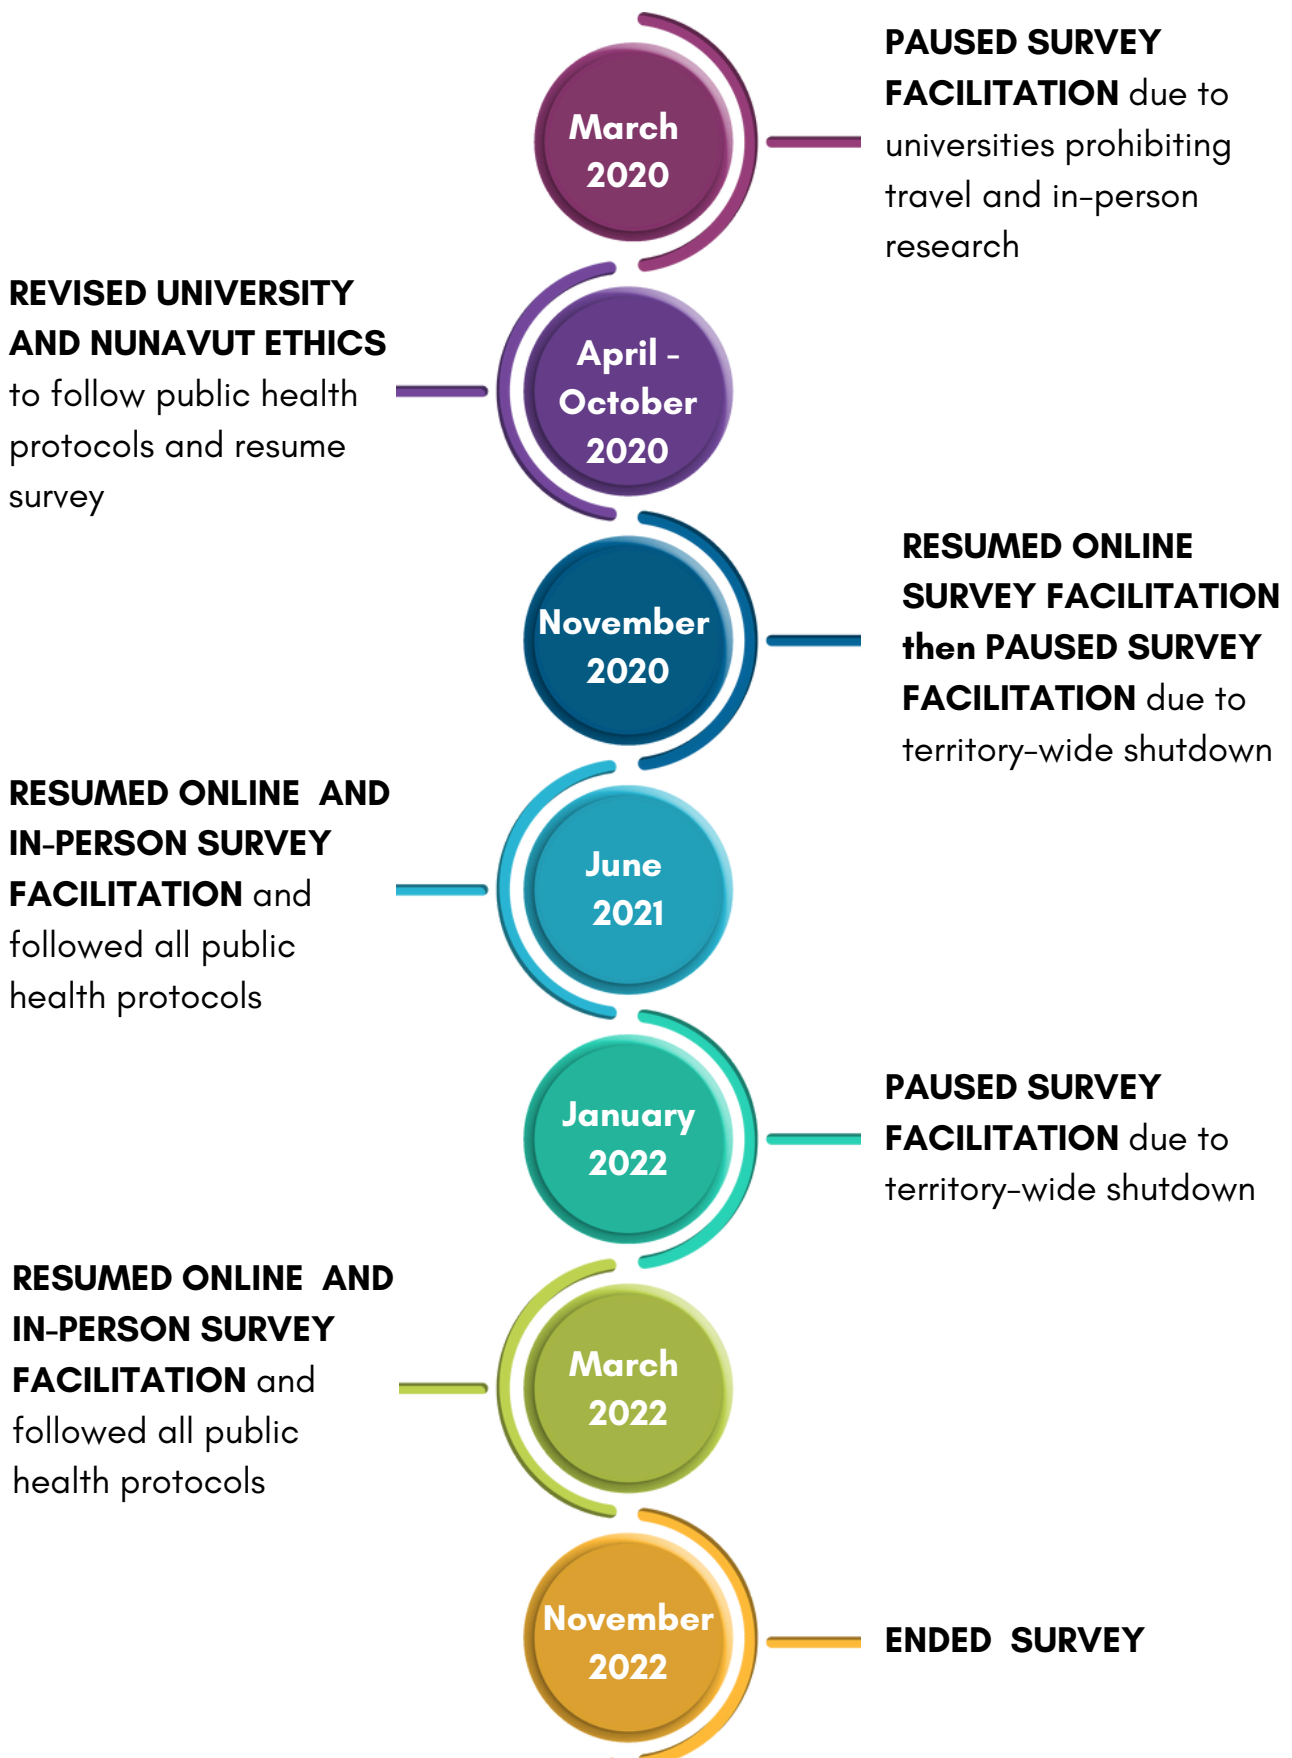 March
2020
PAUSED SURVEY
FACILITATION due to
universities prohibiting
travel and in-person
research
April -
October
2020
REVISED UNIVERSITY
AND NUNAVUT ETHICS
to follow public health
protocols and resume
survey
November
2020
RESUMED ONLINE
SURVEY FACILITATION
then PAUSED SURVEY
FACILITATION due to
territory-wide shutdown
June
2021
RESUMED ONLINE AND
IN-PERSON SURVEY
FACILITATION and
followed all public
health protocols
January
2022
PAUSED SURVEY
FACILITATION due to
territory-wide shutdown
March
2022
RESUMED ONLINE AND
IN-PERSON SURVEY
FACILITATION and
followed all public
health protocols
November
2022
ENDED SURVEY